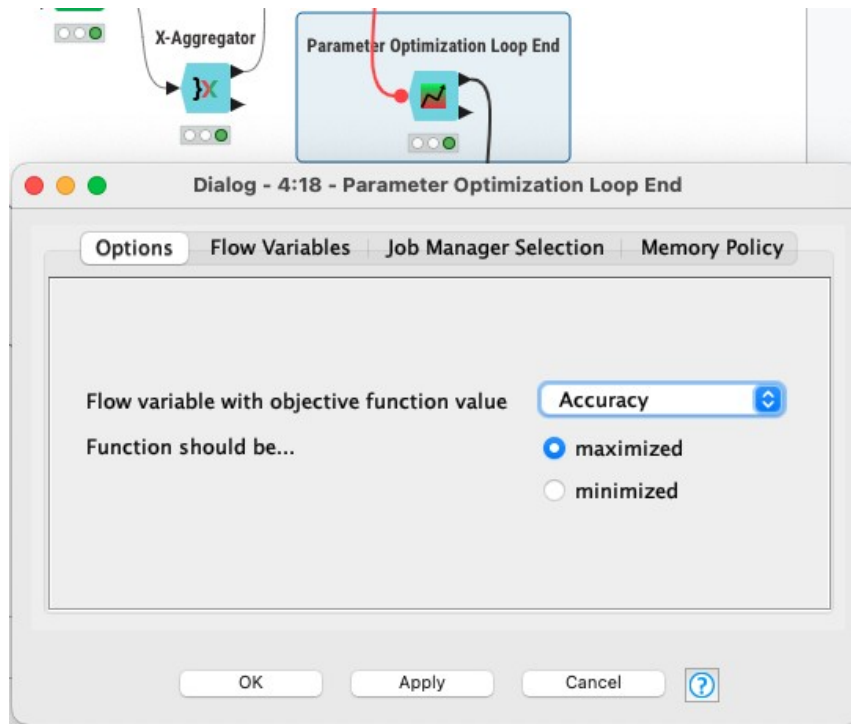 X-Aggregator
Parameter Optimization Loop End
Dialog - 4:18 - Parameter Optimization Loop End
Options Flow Variables Job Manager Selection Memory Policy
Flow variable with objective function value Accuracy
Function should be... maximized
minimized
OK Apply Cancel ?